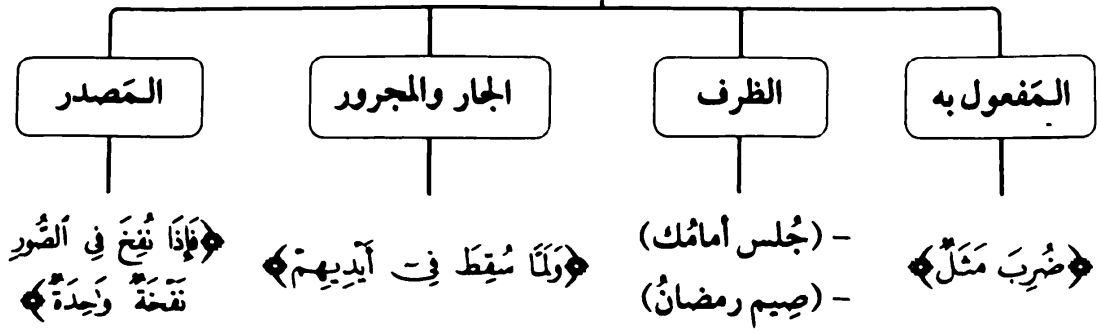 المَفعول به
الظرف
الجار والمجرور
المَصدر
﴿ضُرِبَ مَثَلٌ﴾
– (جُلس أمامُك)
– (صِيم رمضانُ)
﴿وَلَمَّا سُقِطَ فِىٓ أَيۡدِيهِمۡ﴾
﴿فَإِذَا نُفِخَ فِى ٱلصُّورِ
نَفۡخَةٌ وَٰحِدَةٌ﴾